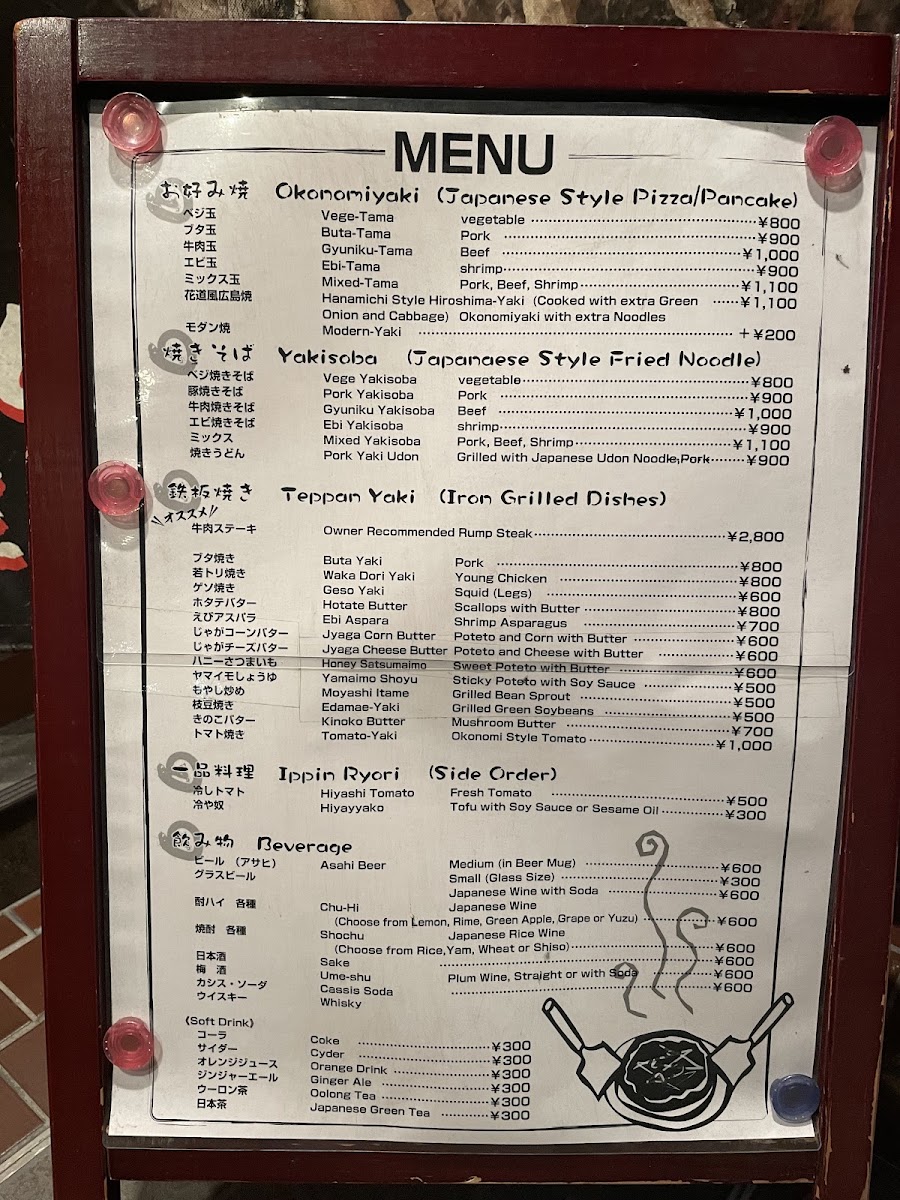 MENU
お好み焼 Okonomiyaki (Japanese Style Pizza/Pancake)
ベジ玉 Vege-Tama vegetable ¥800
ブタ玉 Buta-Tama Pork ¥900
牛肉玉 Gyuniku-Tama Beef ¥1,000
エビ玉 Ebi-Tama shrimp ¥900
ミックス玉 Mixed-Tama Pork, Beef, Shrimp ¥1,100
花道風広島焼 Hanamichi Style Hiroshima-Yaki (Cooked with extra Green ¥1,100
Onion and Cabbage) Okonomiyaki with extra Noodles
モダン焼 Modern-Yaki +¥200
焼きそば Yakisoba (Japanaese Style Fried Noodle)
ベジ焼きそば Vege Yakisoba vegetable ¥800
豚焼きそば Pork Yakisoba Pork ¥900
牛肉焼きそば Gyuniku Yakisoba Beef ¥1,000
エビ焼きそば Ebi Yakisoba shrimp ¥900
ミックス Mixed Yakisoba Pork, Beef, Shrimp ¥1,100
焼きうどん Pork Yaki Udon Grilled with Japanese Udon Noodle,Pork ¥900
鉄板焼き Teppan Yaki (Iron Grilled Dishes)
オススメ!!
牛肉ステーキ Owner Recommended Rump Steak ¥2,800
ブタ焼き Buta Yaki Pork ¥800
若トリ焼き Waka Dori Yaki Young Chicken ¥800
ゲソ焼き Geso Yaki Squid (Legs) ¥600
ホタテバター Hotate Butter Scallops with Butter ¥800
えびアスパラ Ebi Aspara Shrimp Asparagus ¥700
じゃがコーンバター Jyaga Corn Butter Poteto and Corn with Butter ¥600
じゃがチーズバター Jyaga Cheese Butter Poteto and Cheese with Butter ¥600
ハニーさつまいも Honey Satsumaimo Sweet Poteto with Butter ¥600
ヤマイモしょうゆ Yamaimo Shoyu Sticky Poteto with Soy Sauce ¥500
もやし炒め Moyashi Itame Grilled Bean Sprout ¥500
枝豆焼き Edamae-Yaki Grilled Green Soybeans ¥500
きのこバター Kinoko Butter Mushroom Butter ¥700
トマト焼き Tomato-Yaki Okonomi Style Tomato ¥1,000
一品料理 Ippin Ryori (Side Order)
冷しトマト Hiyashi Tomato Fresh Tomato ¥500
冷や奴 Hiyayyako Tofu with Soy Sauce or Sesame Oil ¥300
飲み物 Beverage
ビール (アサヒ) Asahi Beer Medium (in Beer Mug) ¥600
グラスビール Small (Glass Size) ¥300
Japanese Wine with Soda ¥600
酎ハイ 各種 Chu-Hi Japanese Wine
(Choose from Lemon, Rime, Green Apple, Grape or Yuzu) ¥600
焼酎 各種 Shochu Japanese Rice Wine
(Choose from Rice,Yam, Wheat or Shiso) ¥600
日本酒 Sake ¥600
梅 酒 Ume-shu Plum Wine, Straight or with Soda ¥600
カシス・ソーダ Cassis Soda ¥600
ウイスキー Whisky
(Soft Drink)
コーラ Coke ¥300
サイダー Cyder ¥300
オレンジジュース Orange Drink ¥300
ジンジャーエール Ginger Ale ¥300
ウーロン茶 Oolong Tea ¥300
日本茶 Japanese Green Tea ¥300